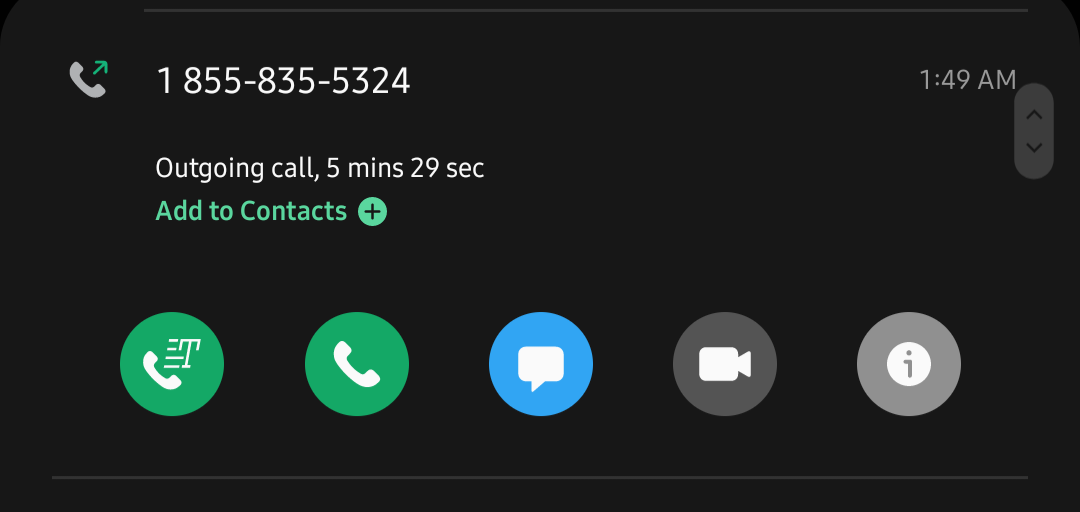 1 855-835-5324
1:49 AM
Outgoing call, 5 mins 29 sec
Add to Contacts
T